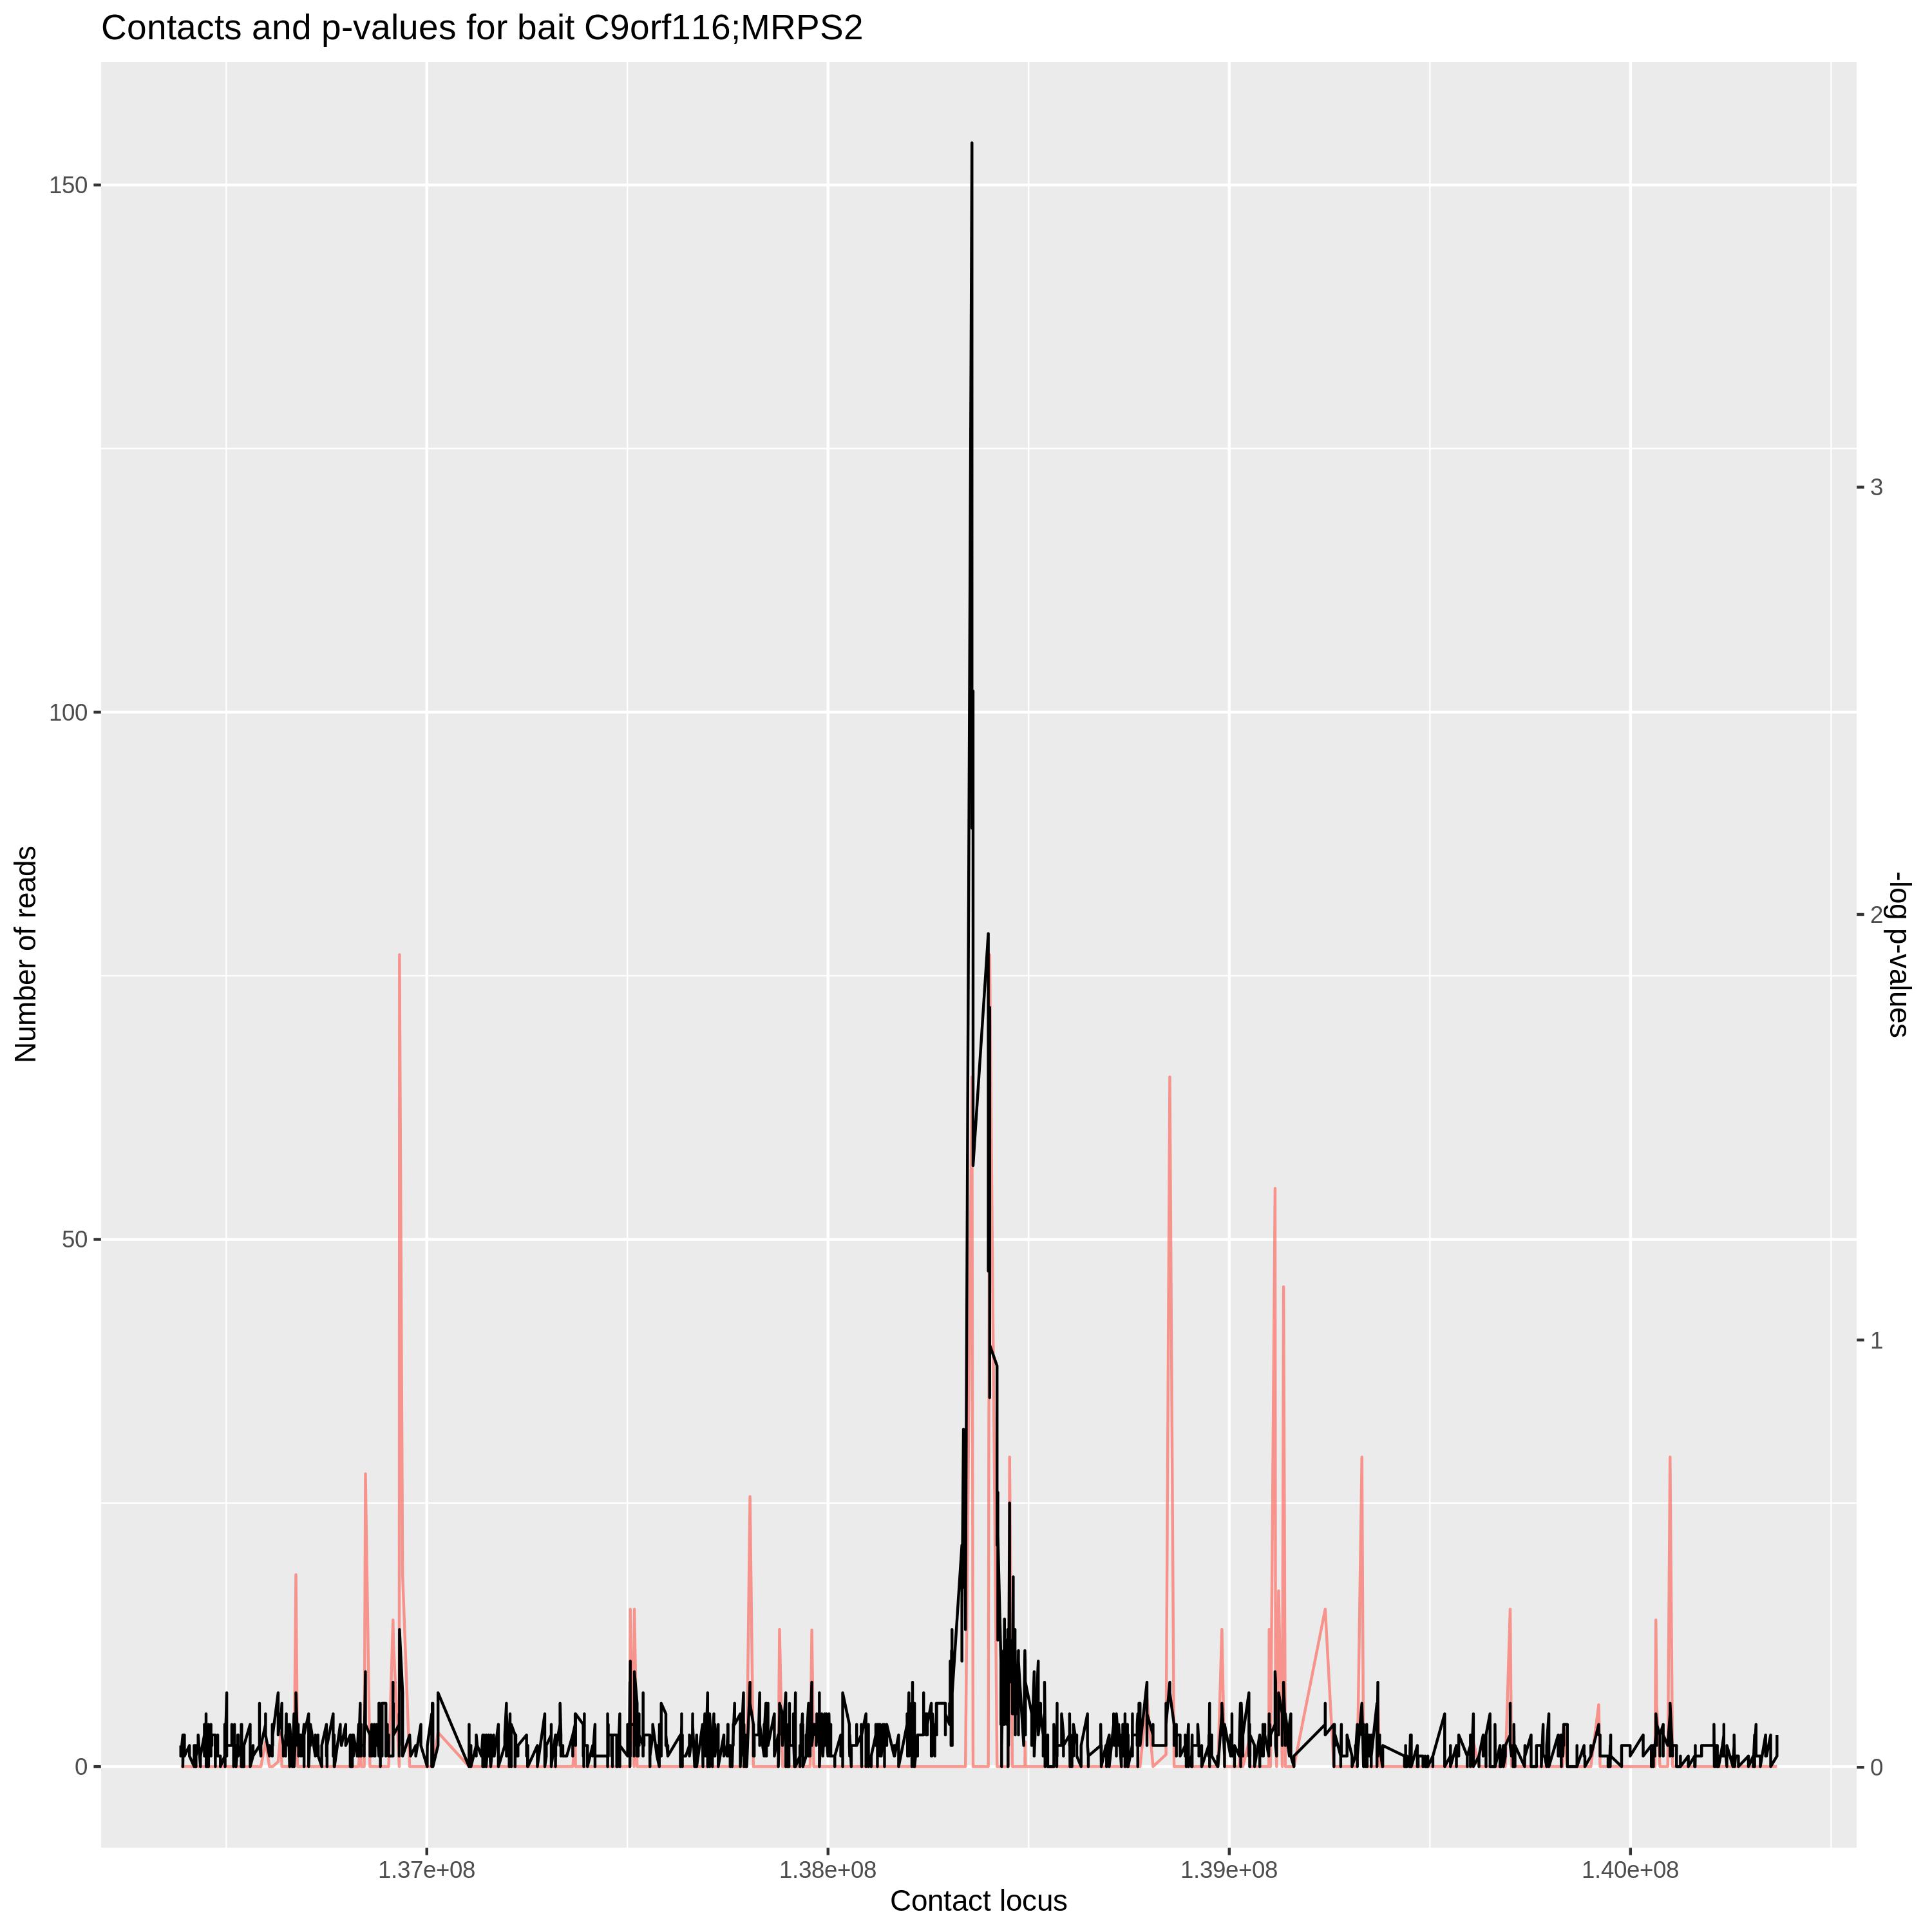 Contacts and p-values for bait C9orf116;MRPS2
150
100
50
0
Number of reads
3
2
1
0
-log p-values
1.37e+08
1.38e+08
1.39e+08
1.40e+08
Contact locus